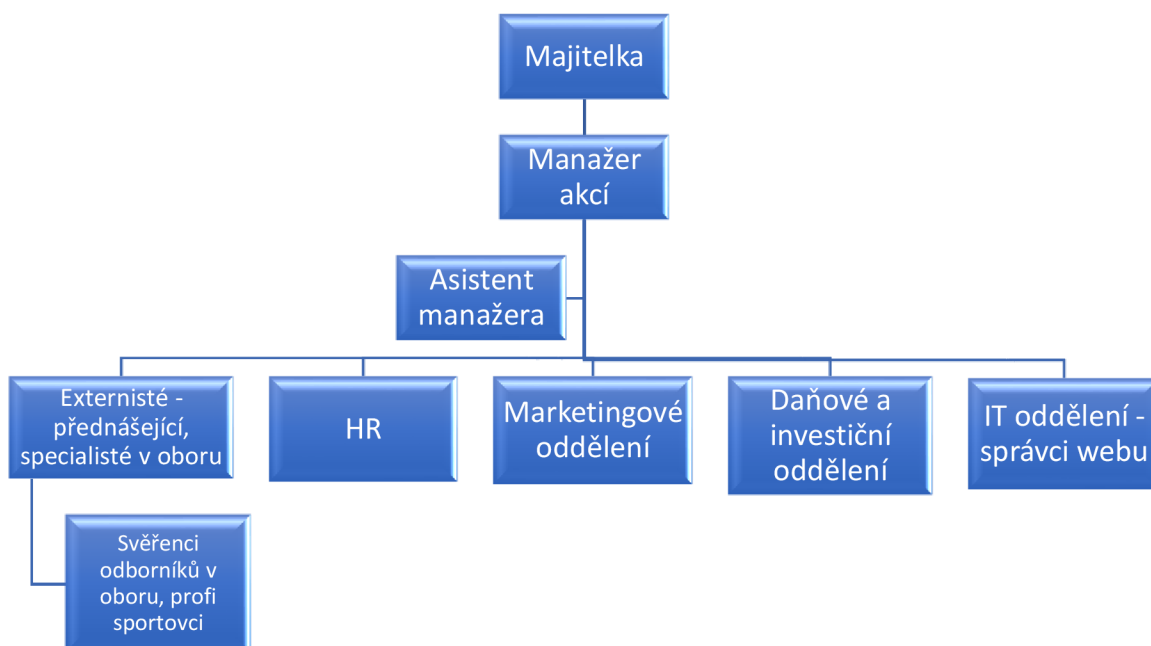 Majitelka
Manažer
akcí
Asistent
manažera
Externisté -
přednášející,
specialisté v oboru
HR
Marketingové
oddělení
Daňové a
investiční
oddělení
IT oddělení -
správci webu
Svěřenci
odborníků v
oboru, profi
sportovci